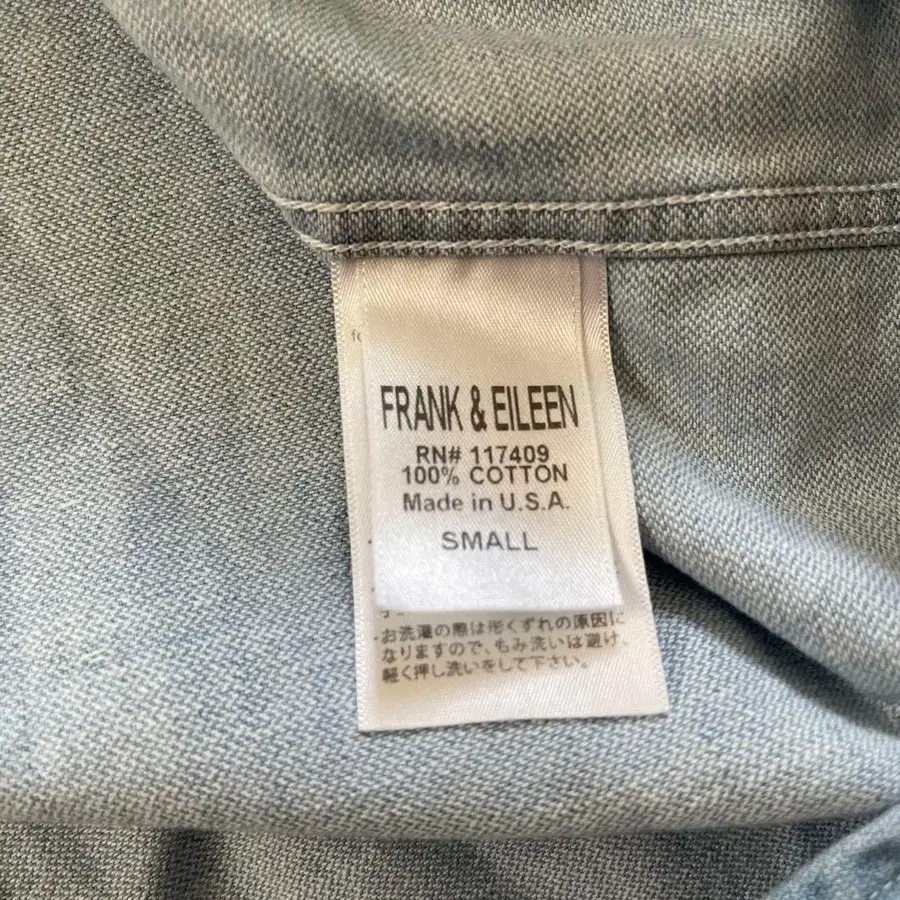 FRANK & EILEEN
RN# 117409
100% COTTON
Made in U.S.A.
SMALL
・お洗濯の際は形くずれの原因に
なりますので、もみ洗いは避け、
軽く押し洗いをして下さい。